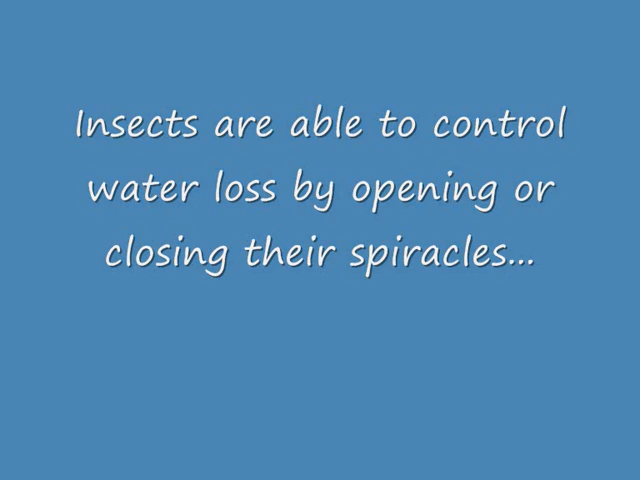 Insects are able to control
water loss by opening or
closing their spiracles...